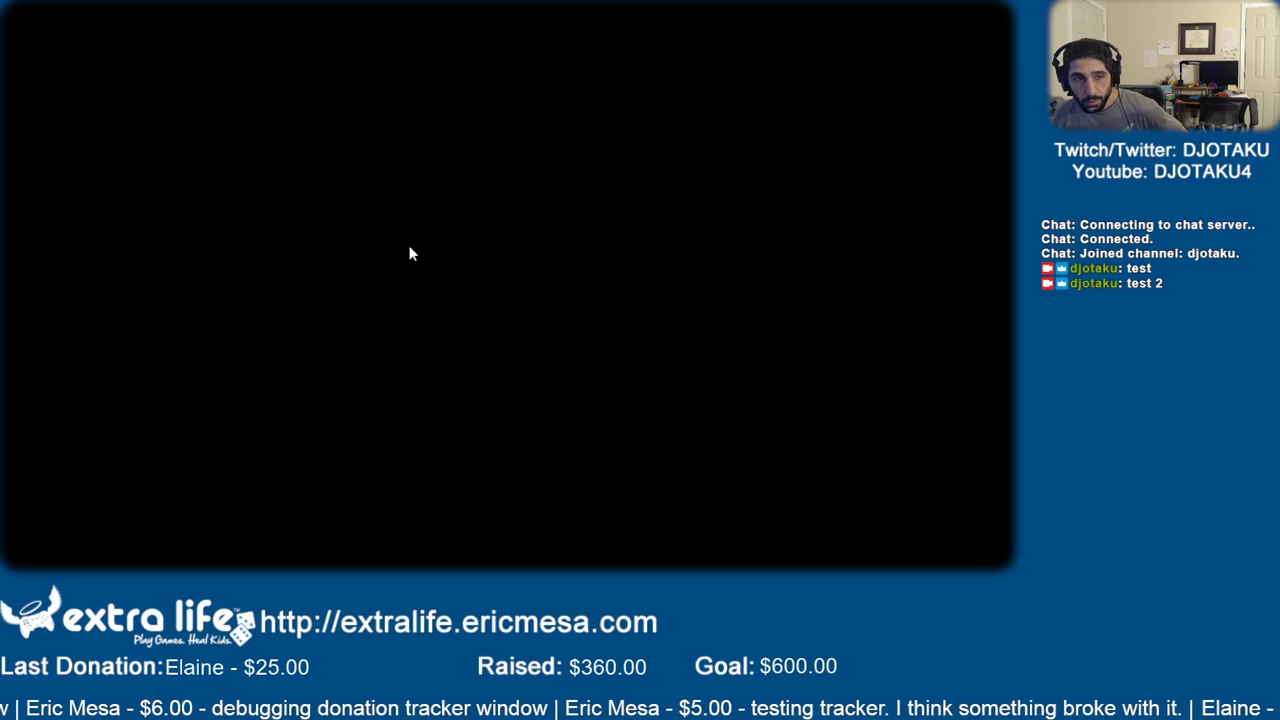 Twitch/Twitter: DJOTAKU
Youtube: DJOTAKU4
Chat: Connecting to chat server..
Chat: Connected.
Chat: Joined channel: djotaku.
djotaku: test
djotaku: test 2
extra life
Play Games. Heal Kids.
http://extralife.ericmesa.com
Last Donation: Elaine - $25.00 Raised: $360.00 Goal: $600.00
w | Eric Mesa - $6.00 - debugging donation tracker window | Eric Mesa - $5.00 - testing tracker. I think something broke with it. | Elaine -